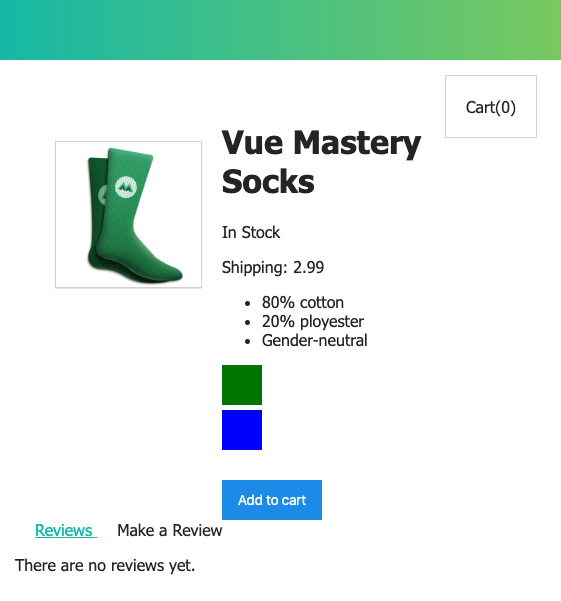 Cart(0)
Vue Mastery
Socks
In Stock
Shipping: 2.99
80% cotton
20% ployester
Gender-neutral
Add to cart
Reviews Make a Review
There are no reviews yet.